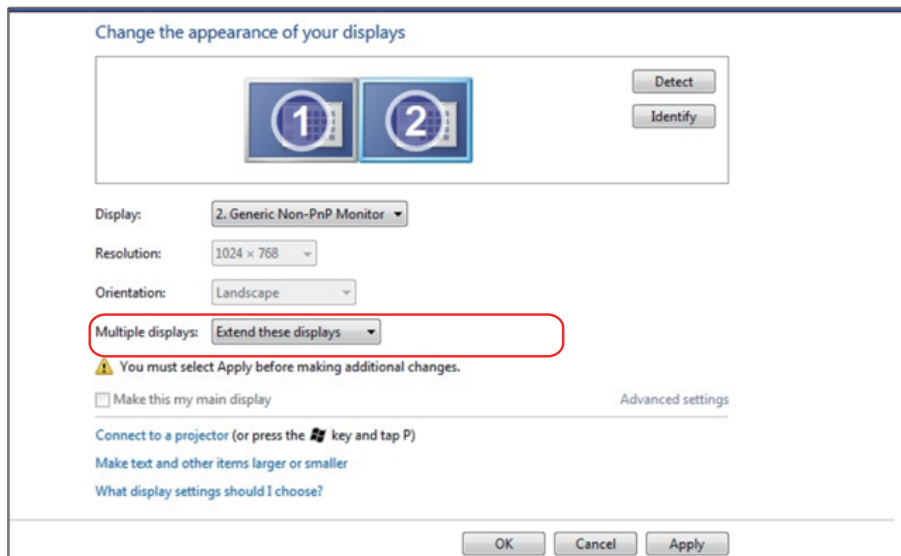 Change the appearance of your displays
1 2
Detect
Identify
Display: 2. Generic Non-PnP Monitor
Resolution: 1024 × 768
Orientation: Landscape
Multiple displays: Extend these displays
You must select Apply before making additional changes.
Make this my main display Advanced settings
Connect to a projector (or press the key and tap P)
Make text and other items larger or smaller
What display settings should I choose?
OK Cancel Apply